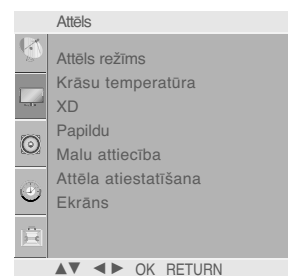 Attēls
Attēls režīms
Krāsu temperatūra
XD
Papildu
Malu attiecība
Attēla atiestatīšana
Ekrāns
▲▼ ◄► OK RETURN